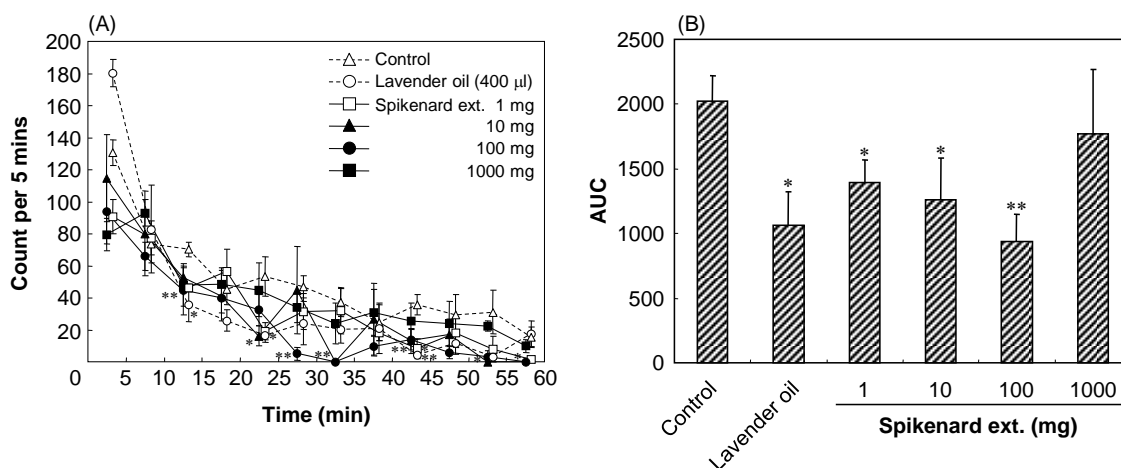 (A)
200
180
160
140
120
100
80
60
40
20
Count per 5 mins
5 10 15 20 25 30 35 40 45 50 55 60
Time (min)
Control
Lavender oil (400 µl)
Spikenard ext. 1 mg
10 mg
100 mg
1000 mg
** * * * ** ** ** ** * *
(B)
2500
2000
1500
1000
500
0
AUC
* * * **
Control
Lavender oil
1 10 100 1000
Spikenard ext. (mg)